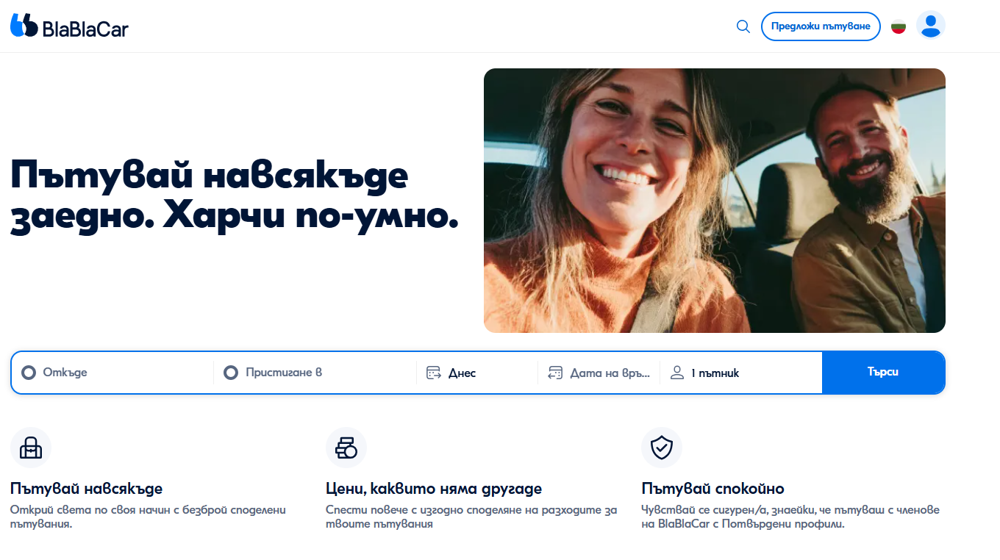 BlaBlaCar
Предложи пътуване
Пътувай навсякъде
заедно. Харчи по-умно.
Откъде
Пристигане в
Днес
Дата на връ...
1 пътник
Търси
Пътувай навсякъде
Открий света по своя начин с безброй споделени
пътувания.
Цени, каквито няма другаде
Спести повече с изгодно споделяне на разходите за
твоите пътувания
Пътувай спокойно
Чувствай се сигурен/а, знаейки, че пътуваш с членове
на BlaBlaCar с Потвърдени профили.